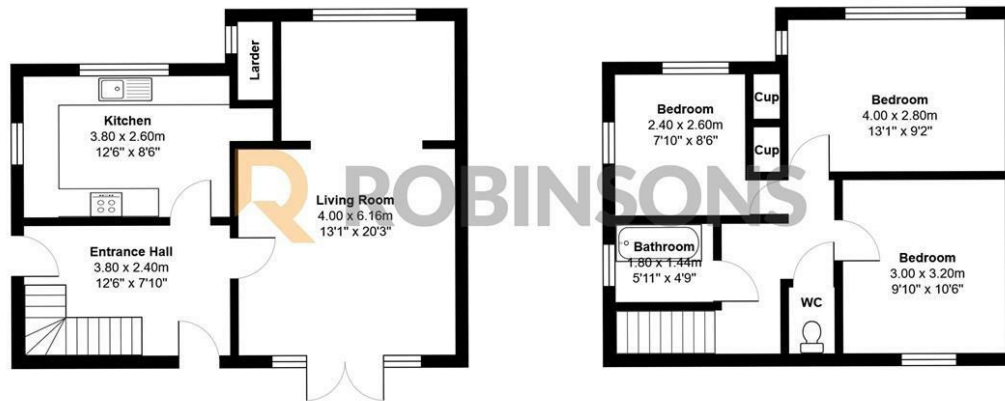 Larder
Kitchen
3.80 x 2.60m
12'6" x 8'6"
Living Room
4.00 x 6.16m
13'1" x 20'3"
Entrance Hall
3.80 x 2.40m
12'6" x 7'10"
ROBINSONS
Bedroom
2.40 x 2.60m
7'10" x 8'6"
Cup
Cup
Bedroom
4.00 x 2.80m
13'1" x 9'2"
Bathroom
1.80 x 1.44m
5'11" x 4'9"
WC
Bedroom
3.00 x 3.20m
9'10" x 10'6"